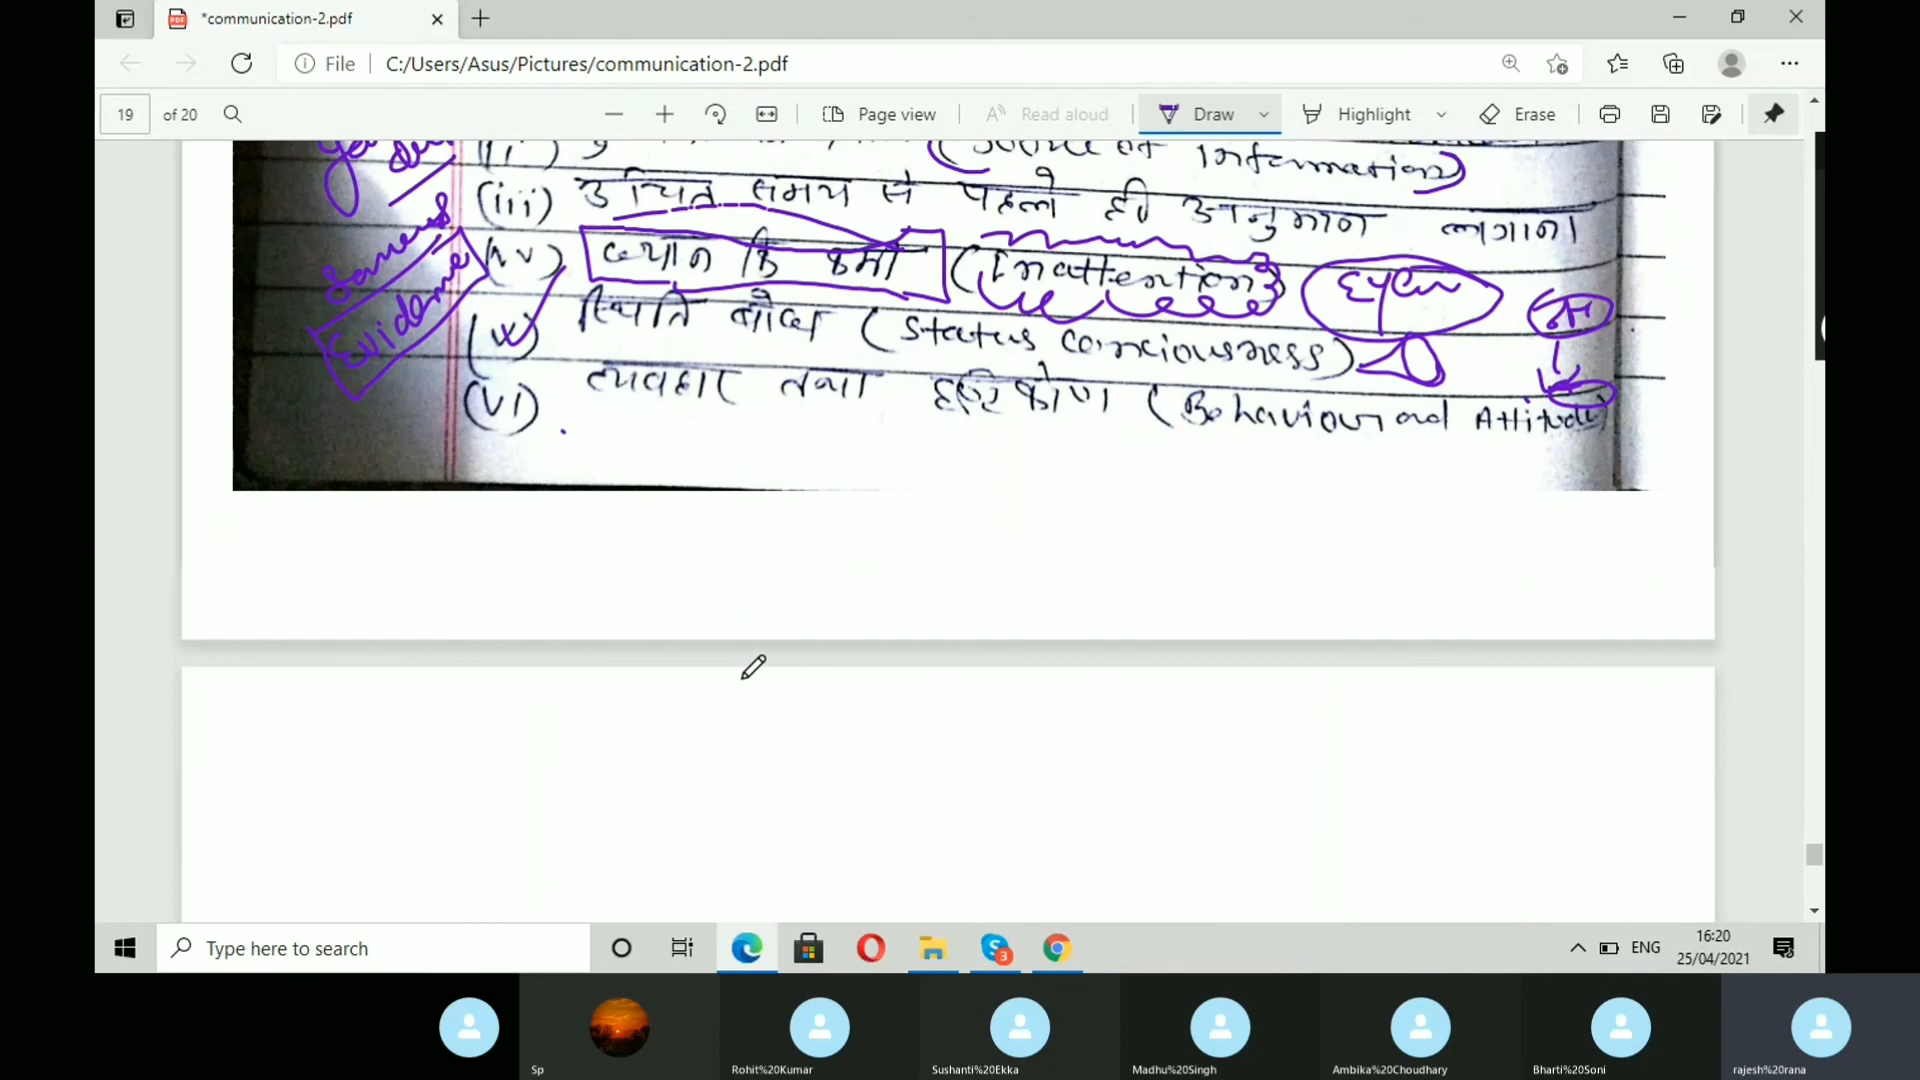 *communication-2.pdf
File C:/Users/Asus/Pictures/communication-2.pdf
19 of 20 Page view Read aloud Draw Highlight Erase
Information)
(iii) उचित समय से पहले ही अनुमान लगाना
(iv) ध्यान कि कमी (Inattention)
(v) स्थिति बोध (Status Conciousness)
(vi) व्यवहार तथा दृष्टिकोण (Behaviour and Attitude)
Evidence
Type here to search
3
ENG
16:20
25/04/2021
Sp Rohit%20Kumar Sushanti%20Ekka Madhu%20Singh Ambika%20Choudhary Bharti%20Soni rajesh%20rana